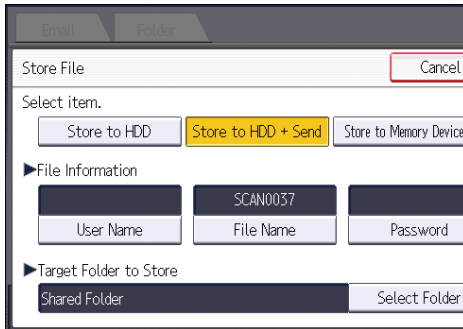 Email Folder
Store File Cancel
Select item.
Store to HDD Store to HDD + Send Store to Memory Device
▶File Information
SCAN0037
User Name File Name Password
▶Target Folder to Store
Shared Folder Select Folder